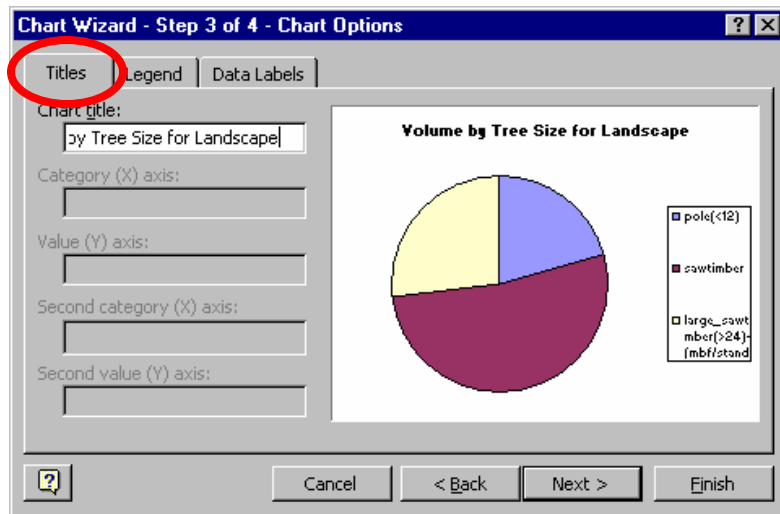 Chart Wizard - Step 3 of 4 - Chart Options
Titles
Legend
Data Labels
Chart title:
by Tree Size for Landscape
Category (X) axis:
Value (Y) axis:
Second category (X) axis:
Second value (Y) axis:
Volume by Tree Size for Landscape
pole(<12)
sawtimber
large_sawt
mber(>24)-
(mbf/stand
Cancel
< Back
Next >
Finish